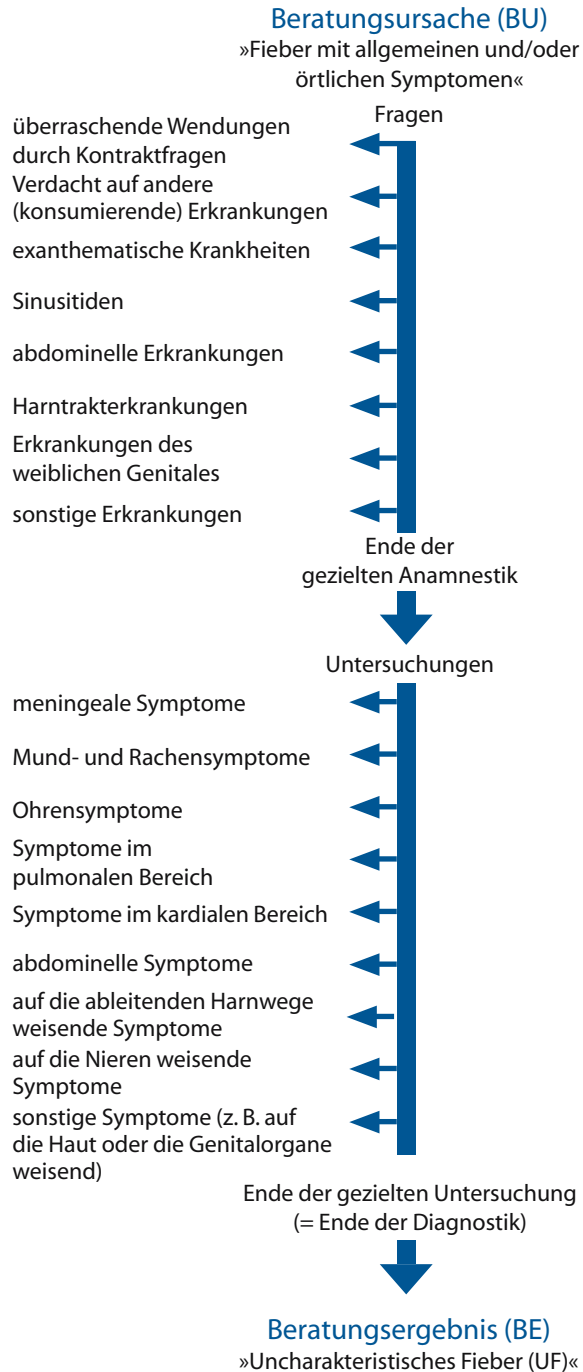 Beratungsursache (BU)
»Fieber mit allgemeinen und/oder
örtlichen Symptomen«
Fragen
überraschende Wendungen
durch Kontraktfragen
Verdacht auf andere
(konsumierende) Erkrankungen
exanthematische Krankheiten
Sinusitiden
abdominelle Erkrankungen
Harntrakterkrankungen
Erkrankungen des
weiblichen Genitales
sonstige Erkrankungen
Ende der
gezielten Anamnestik
Untersuchungen
meningeale Symptome
Mund- und Rachensymptome
Ohrensymptome
Symptome im
pulmonalen Bereich
Symptome im kardialen Bereich
abdominelle Symptome
auf die ableitenden Harnwege
weisende Symptome
auf die Nieren weisende
Symptome
sonstige Symptome (z. B. auf
die Haut oder die Genitalorgane
weisend)
Ende der gezielten Untersuchung
(= Ende der Diagnostik)
Beratungsergebnis (BE)
»Uncharakteristisches Fieber (UF)«